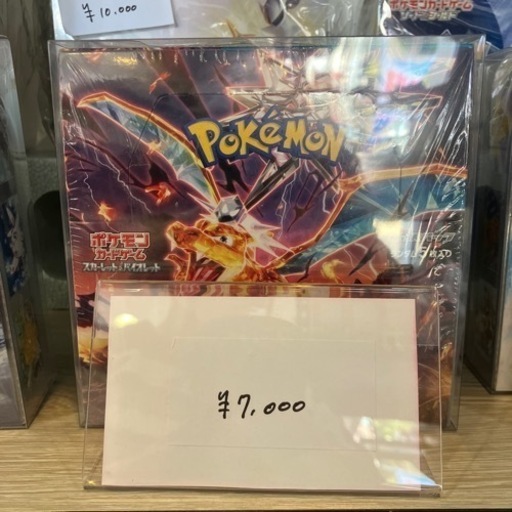 ¥10,000
ポケモンカードゲーム
POKÉMON
ポケモン
カードゲーム
スカーレット&バイオレット
¥7,000